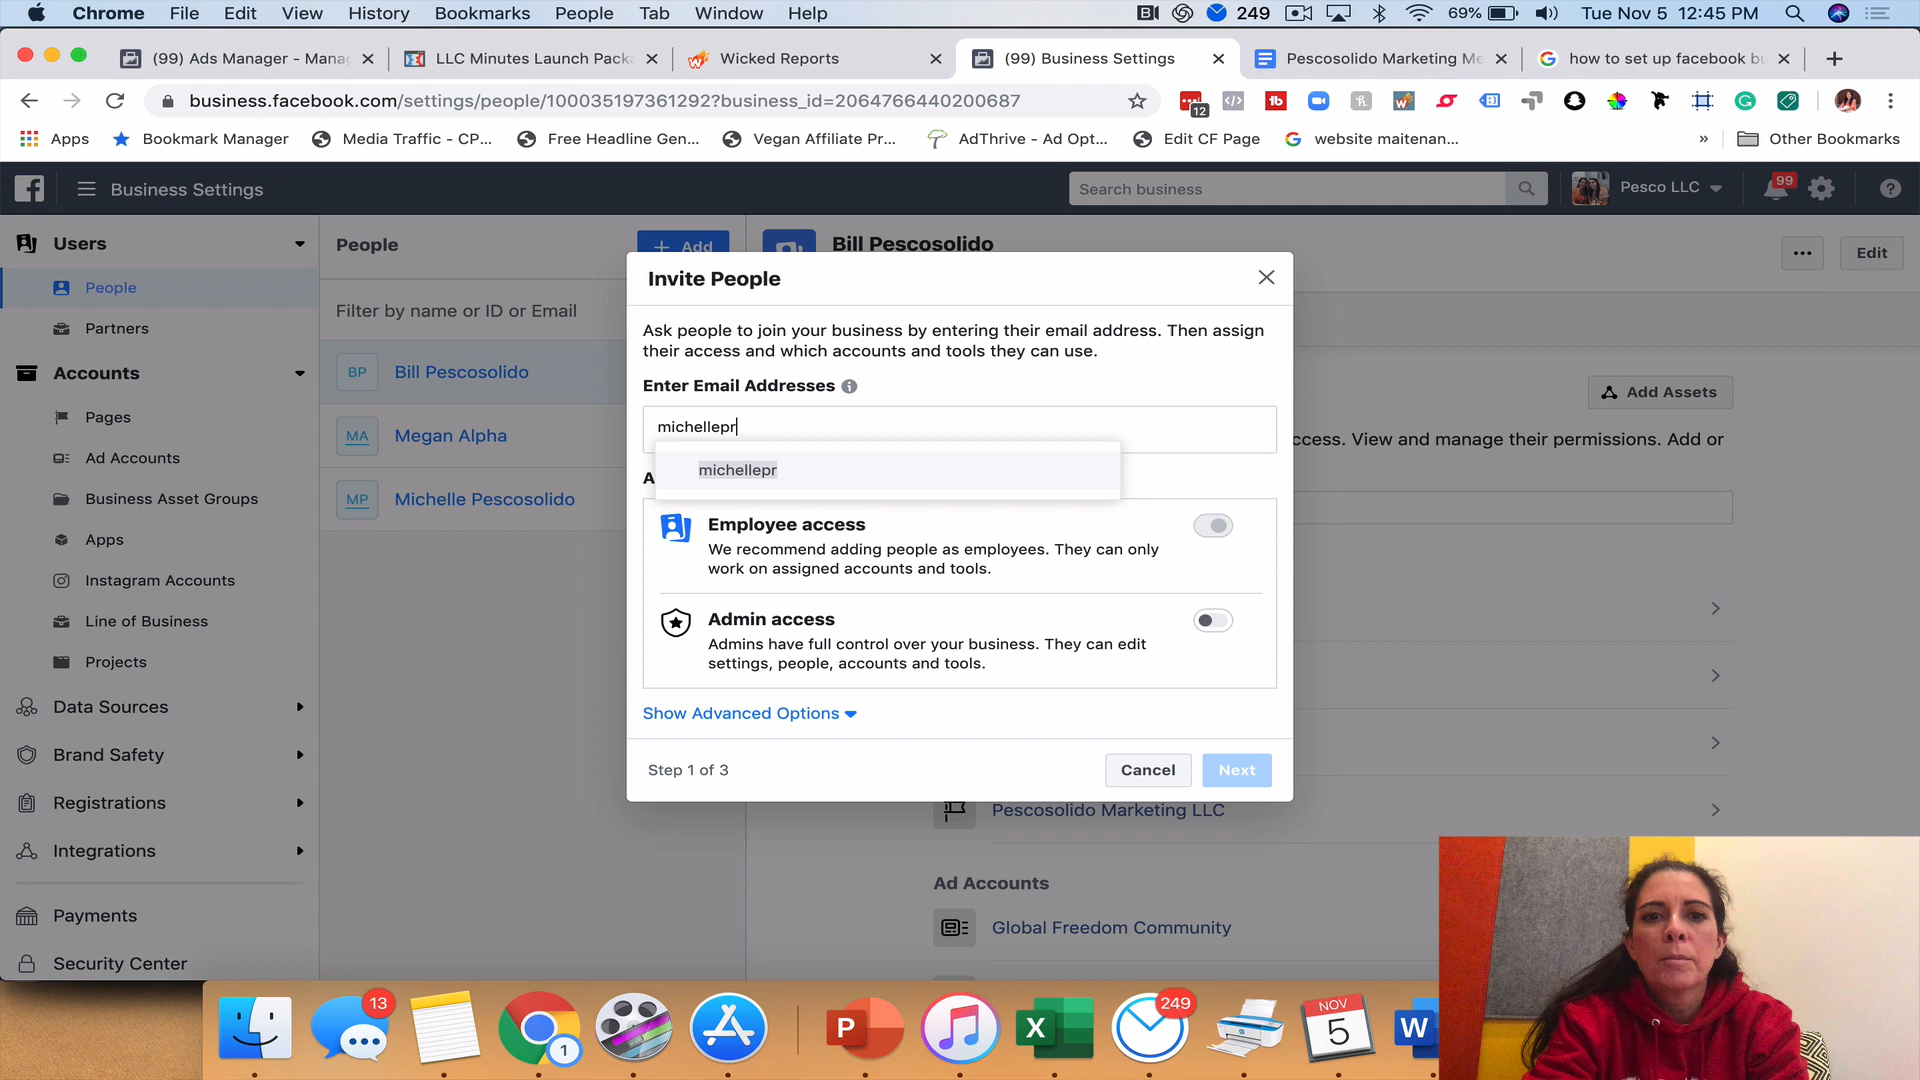 Chrome File Edit View History Bookmarks People Tab Window Help 249 69% Tue Nov 5 12:45 PM
(99) Ads Manager - Mana LLC Minutes Launch Pack Wicked Reports (99) Business Settings Pescosolido Marketing Me how to set up facebook bu
business.facebook.com/settings/people/100035197361292?business_id=2064766440200687 12
Apps Bookmark Manager Media Traffic - CP... Free Headline Gen... Vegan Affiliate Pr... AdThrive - Ad Opt... Edit CF Page website maitenan... » Other Bookmarks
Business Settings Search business Pesco LLC 99
Users
People
Partners
Accounts
Pages
Ad Accounts
Business Asset Groups
Apps
Instagram Accounts
Line of Business
Projects
Data Sources
Brand Safety
Registrations
Integrations
Payments
Security Center
People + Add
Filter by name or ID or Email
BP Bill Pescosolido
MA Megan Alpha
MP Michelle Pescosolido
Bill Pescosolido ... Edit
Add Assets
ccess. View and manage their permissions. Add or
Invite People
Ask people to join your business by entering their email address. Then assign
their access and which accounts and tools they can use.
Enter Email Addresses
michellepr
michellepr
A
Employee access
We recommend adding people as employees. They can only
work on assigned accounts and tools.
Admin access
Admins have full control over your business. They can edit
settings, people, accounts and tools.
Show Advanced Options
Step 1 of 3 Cancel Next
Pescosolido Marketing LLC
Ad Accounts
Global Freedom Community
13 1 P X 249 NOV 5 W